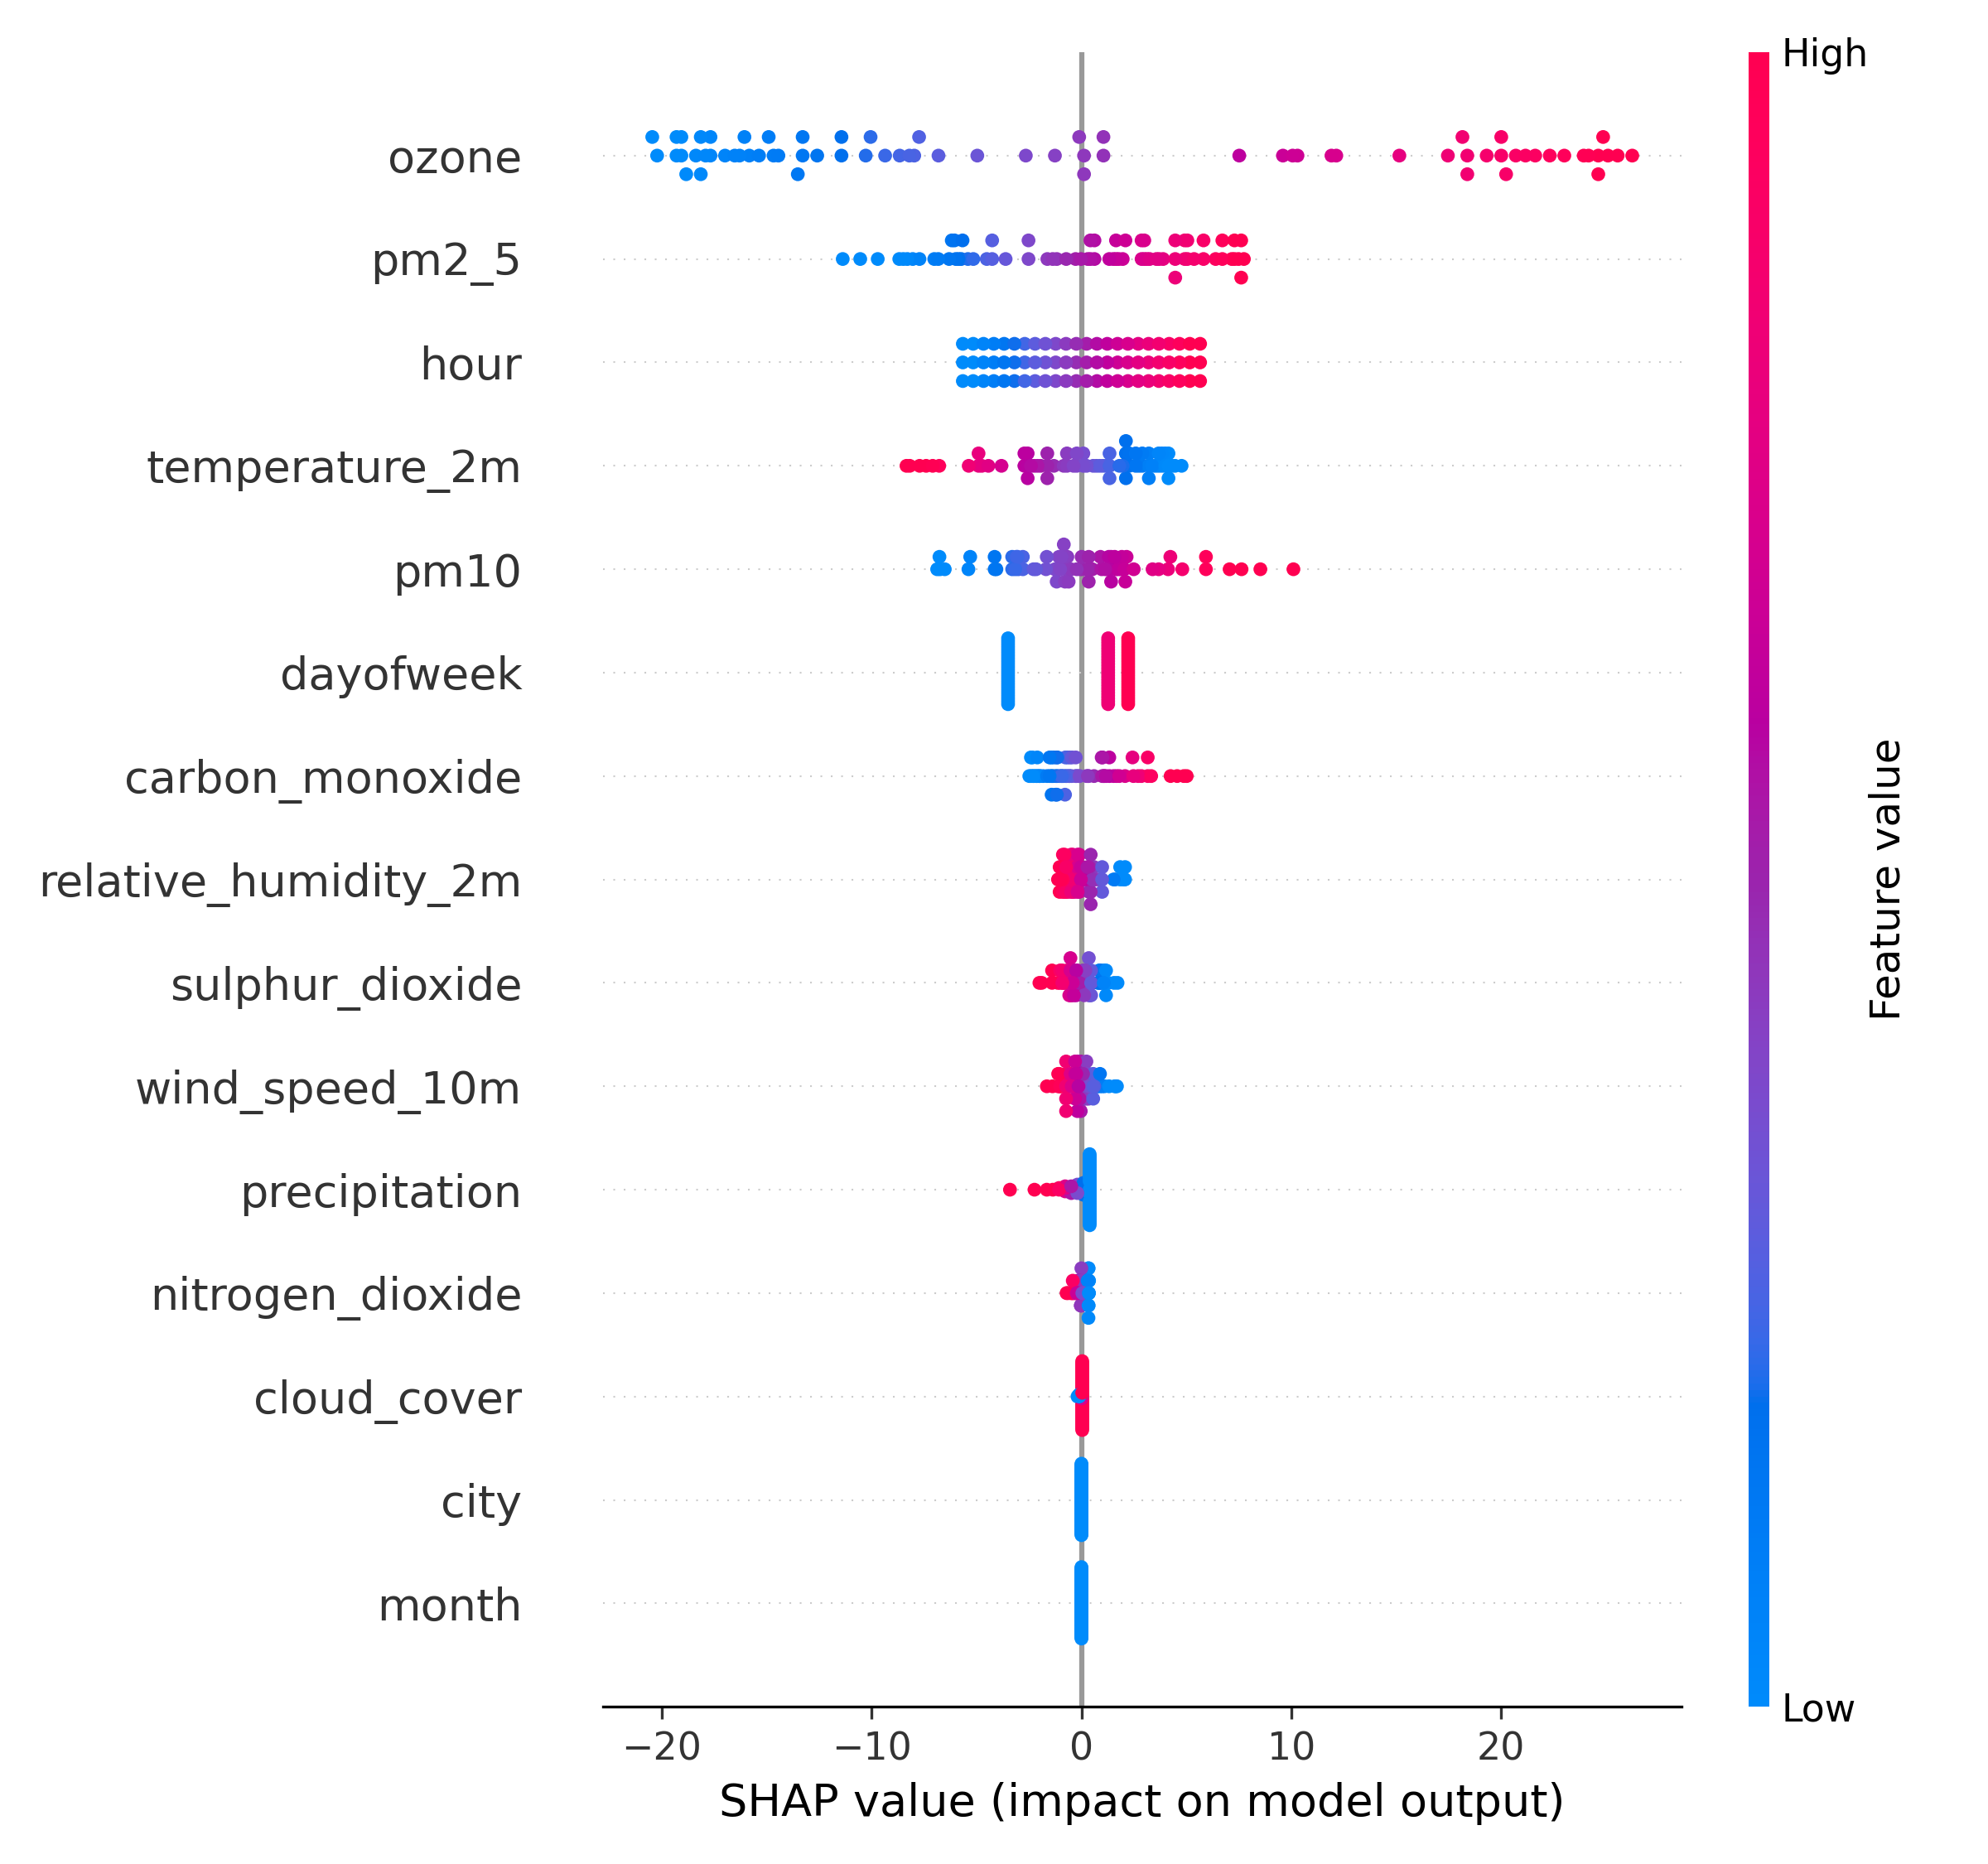 High
ozone
pm2_5
hour
temperature_2m
pm10
dayofweek
carbon_monoxide
relative_humidity_2m
sulphur_dioxide
wind_speed_10m
precipitation
nitrogen_dioxide
cloud_cover
city
month
Feature value
Low
−20 −10 0 10 20
SHAP value (impact on model output)